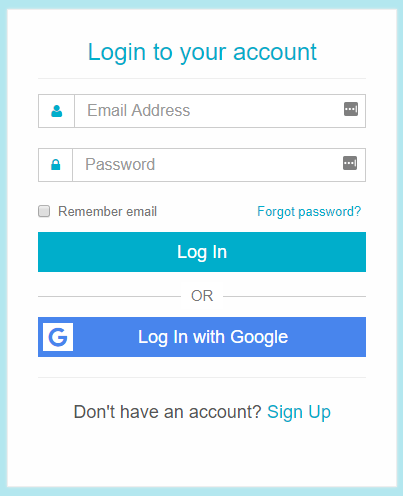 Login to your account
Email Address
Password
Remember email Forgot password?
Log In
OR
G Log In with Google
Don't have an account? Sign Up